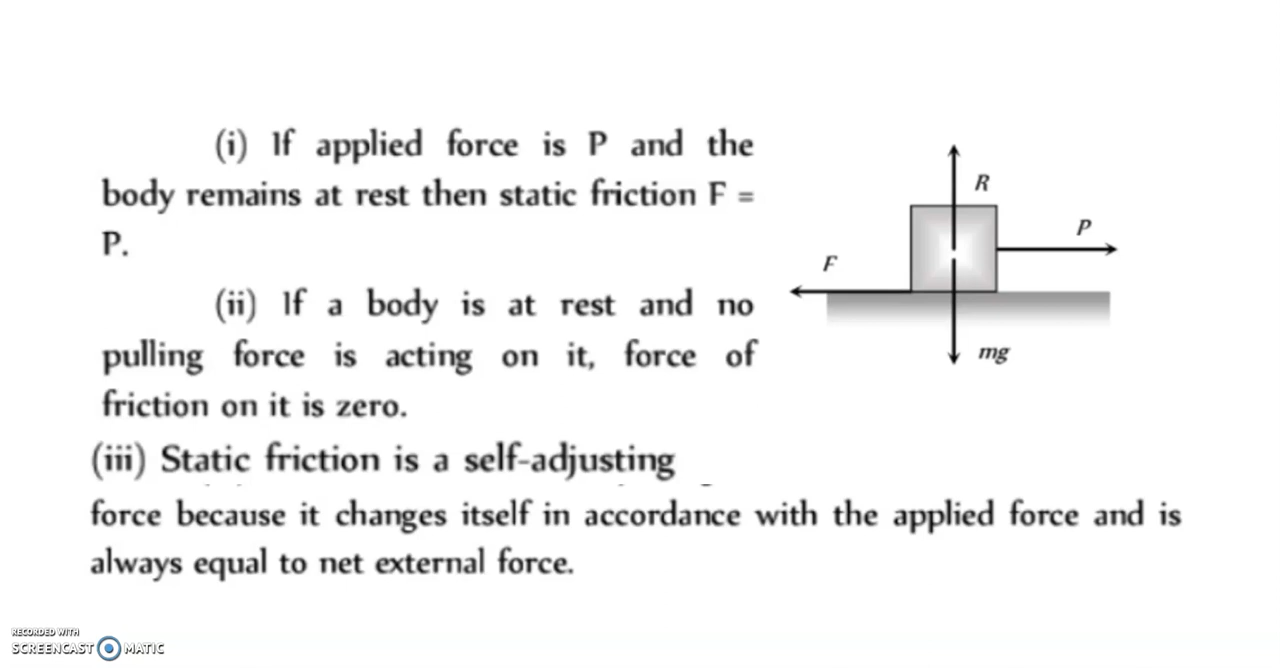 (i) If applied force is P and the
body remains at rest then static friction F =
P.
(ii) If a body is at rest and no
pulling force is acting on it, force of
friction on it is zero.
(iii) Static friction is a self-adjusting
force because it changes itself in accordance with the applied force and is
always equal to net external force.
R
P
F
mg
RECORDED WITH
SCREENCAST MATIC